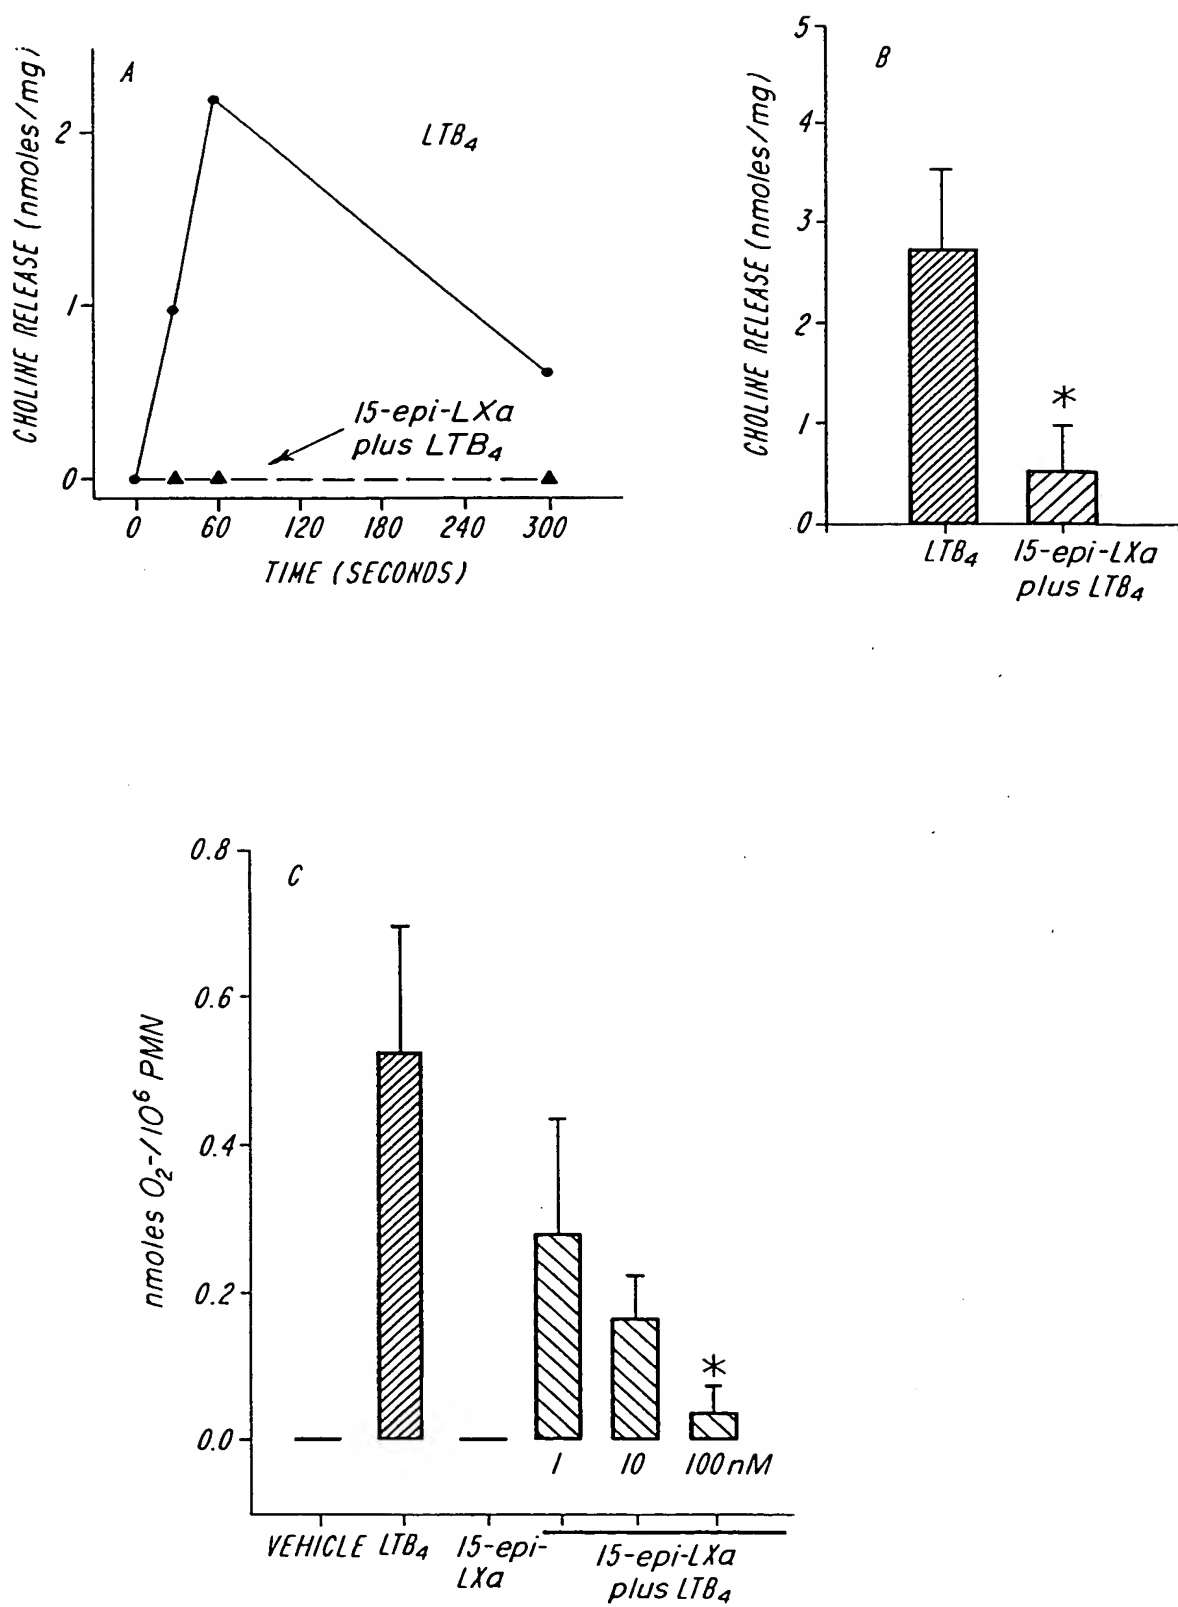 A
CHOLINE RELEASE (nmoles/mg)
2
1
0
LTB4
15-epi-LXa
plus LTB4
0 60 120 180 240 300
TIME (SECONDS)
B
CHOLINE RELEASE (nmoles/mg)
5
4
3
2
1
0
*
LTB4 15-epi-LXa
plus LTB4
C
nmoles O2-/10⁶ PMN
0.8
0.6
0.4
0.2
0.0
*
1 10 100 nM
VEHICLE LTB4 15-epi-
LXa
15-epi-LXa
plus LTB4